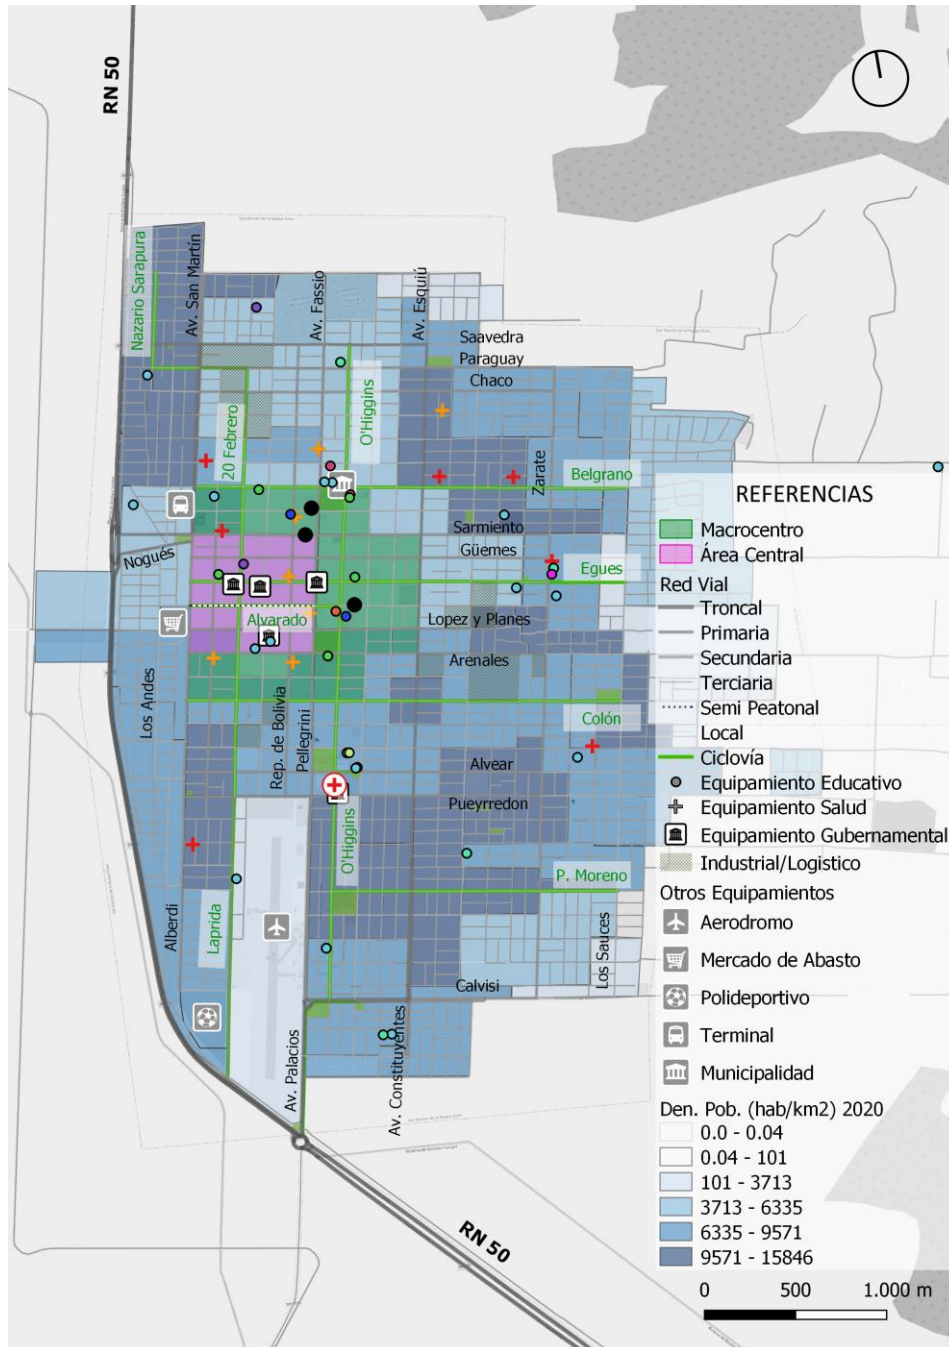 RN 50
Nazario Sarapura
Av. San Martín
Av. Fassio
Av. Esquiú
Saavedra
Paraguay
Chaco
20 Febrero
O'Higgins
Zarate
Belgrano
Sarmiento
Güemes
Nogués
Egues
Alvarado
Lopez y Planes
Arenales
Los Andes
Rep. de Bolivia
Pellegrini
Colón
Alvear
Pueyrredon
O'Higgins
P. Moreno
Alberdi
Laprida
Los Sauces
Calvisi
Av. Palacios
Av. Constituyentes
RN 50
REFERENCIAS
Macrocentro
Área Central
Red Vial
Troncal
Primaria
Secundaria
Terciaria
Semi Peatonal
Local
Ciclovía
Equipamiento Educativo
Equipamiento Salud
Equipamiento Gubernamental
Industrial/Logistico
Otros Equipamientos
Aerodromo
Mercado de Abasto
Polideportivo
Terminal
Municipalidad
Den. Pob. (hab/km2) 2020
0.0 - 0.04
0.04 - 101
101 - 3713
3713 - 6335
6335 - 9571
9571 - 15846
0 500 1.000 m